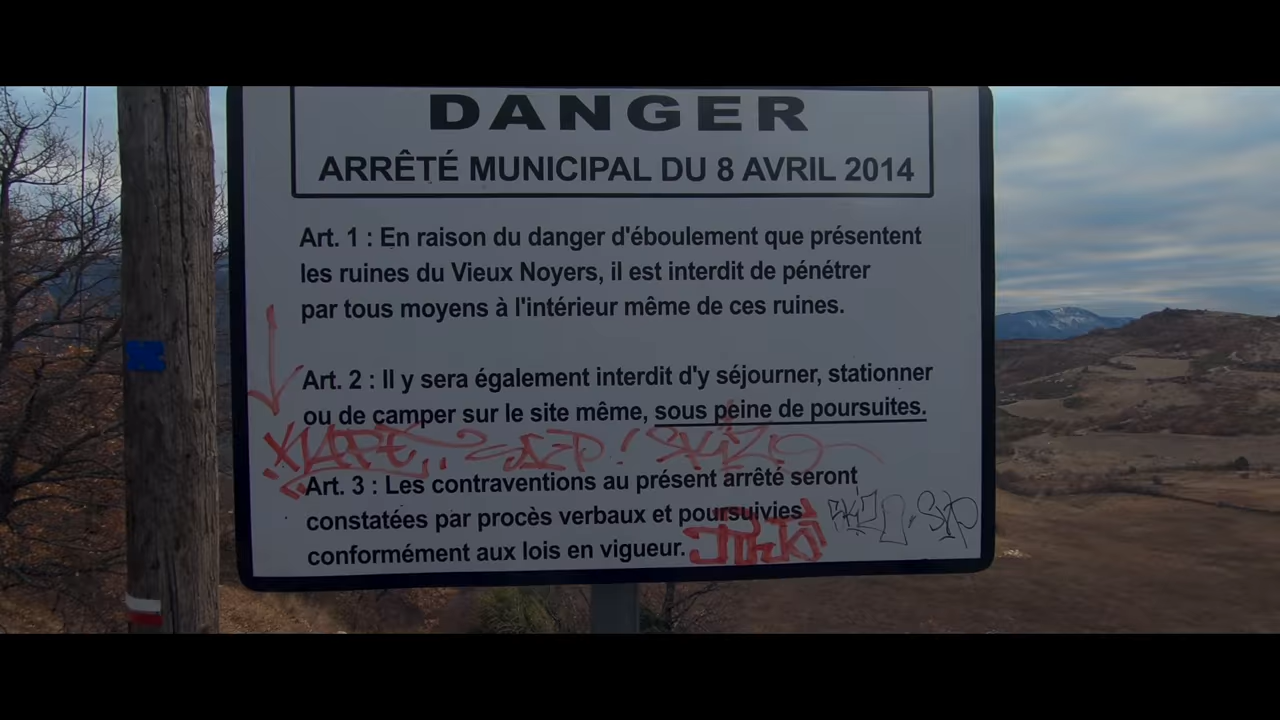 DANGER
ARRÊTÉ MUNICIPAL DU 8 AVRIL 2014
Art. 1 : En raison du danger d'éboulement que présentent
les ruines du Vieux Noyers, il est interdit de pénétrer
par tous moyens à l'intérieur même de ces ruines.
Art. 2 : Il y sera également interdit d'y séjourner, stationner
ou de camper sur le site même, sous peine de poursuites.
Art. 3 : Les contraventions au présent arrêté seront
constatées par procès verbaux et poursuivies
conformément aux lois en vigueur.